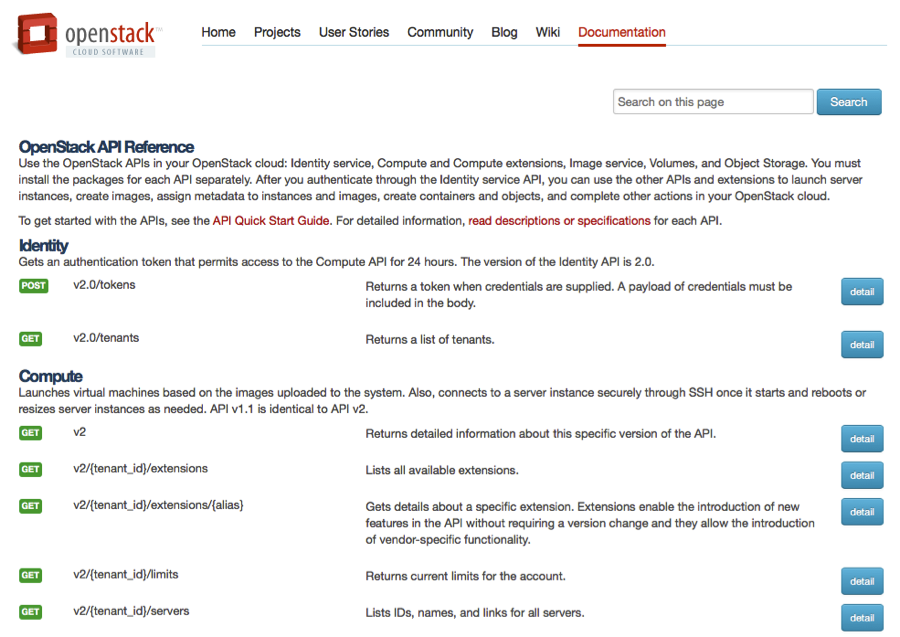 openstack™
CLOUD SOFTWARE
Home Projects User Stories Community Blog Wiki Documentation
Search on this page Search
OpenStack API Reference
Use the OpenStack APIs in your OpenStack cloud: Identity service, Compute and Compute extensions, Image service, Volumes, and Object Storage. You must
install the packages for each API separately. After you authenticate through the Identity service API, you can use the other APIs and extensions to launch server
instances, create images, assign metadata to instances and images, create containers and objects, and complete other actions in your OpenStack cloud.
To get started with the APIs, see the API Quick Start Guide. For detailed information, read descriptions or specifications for each API.
Identity
Gets an authentication token that permits access to the Compute API for 24 hours. The version of the Identity API is 2.0.
POST v2.0/tokens Returns a token when credentials are supplied. A payload of credentials must be detail
included in the body.
GET v2.0/tenants Returns a list of tenants. detail
Compute
Launches virtual machines based on the images uploaded to the system. Also, connects to a server instance securely through SSH once it starts and reboots or
resizes server instances as needed. API v1.1 is identical to API v2.
GET v2 Returns detailed information about this specific version of the API. detail
GET v2/{tenant_id}/extensions Lists all available extensions. detail
GET v2/{tenant_id}/extensions/{alias} Gets details about a specific extension. Extensions enable the introduction of new detail
features in the API without requiring a version change and they allow the introduction
of vendor-specific functionality.
GET v2/{tenant_id}/limits Returns current limits for the account. detail
GET v2/{tenant_id}/servers Lists IDs, names, and links for all servers. detail